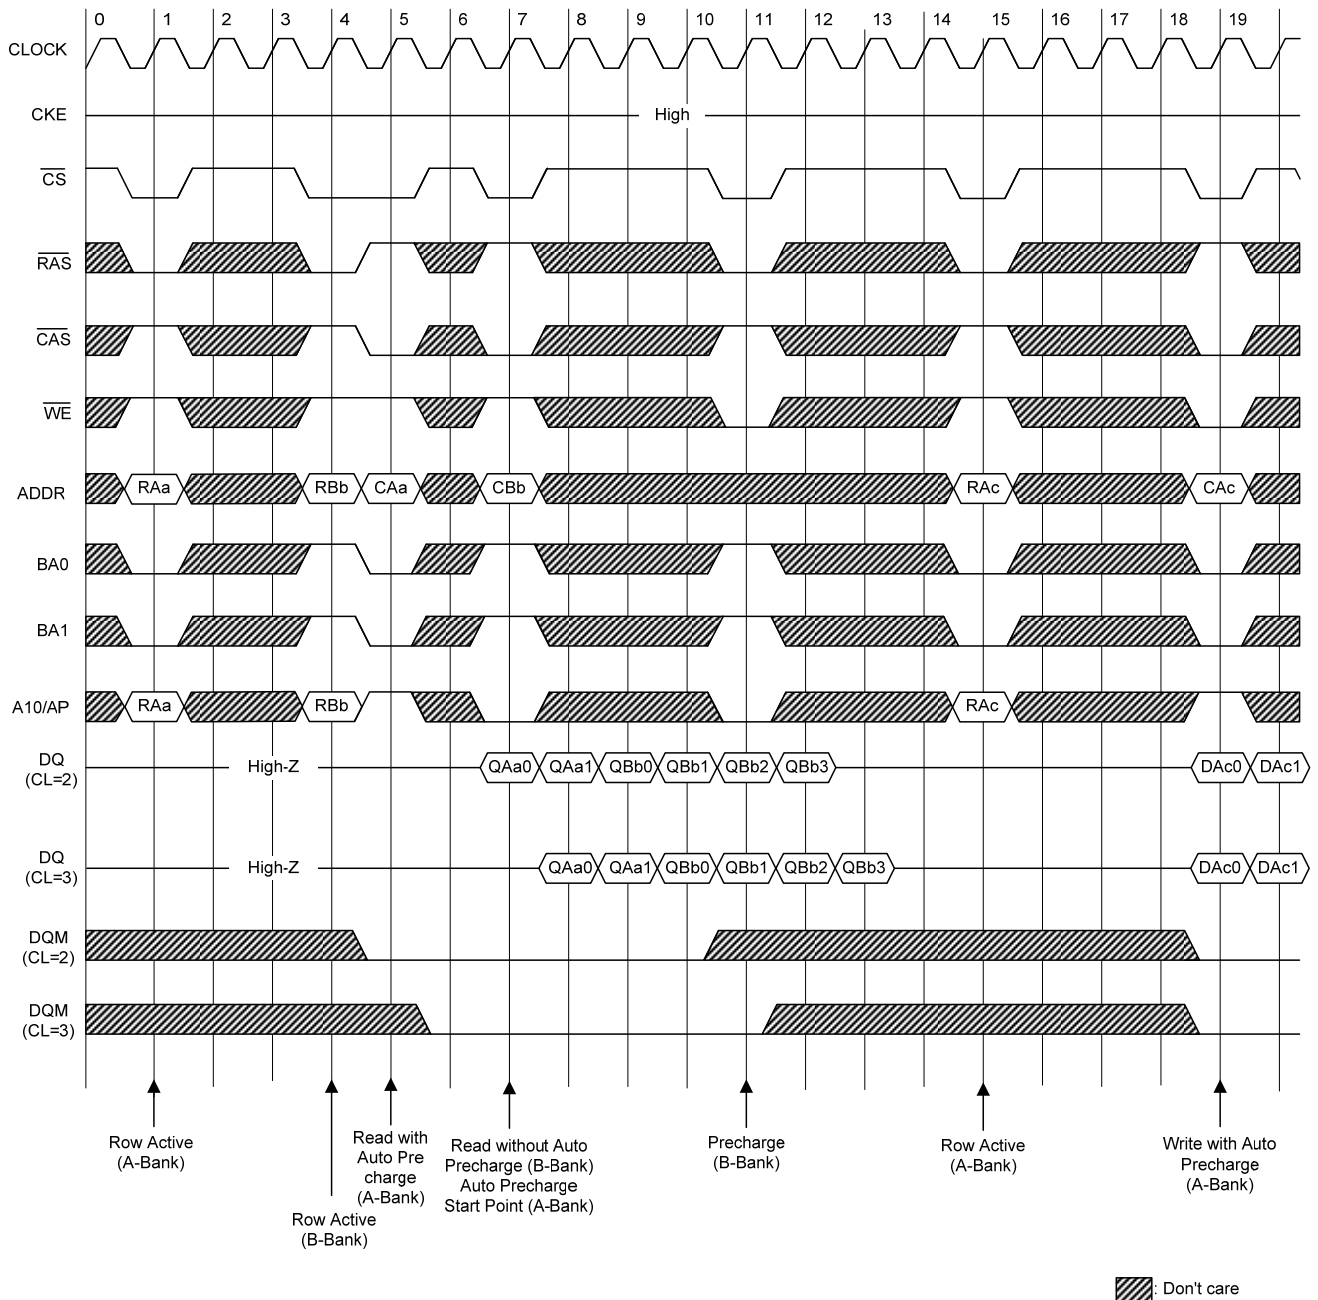 0 1 2 3 4 5 6 7 8 9 10 11 12 13 14 15 16 17 18 19
CLOCK
CKE High
CS
RAS
CAS
WE
ADDR RAa RBb CAa CBb RAc CAc
BA0
BA1
A10/AP RAa RBb RAc
DQ
(CL=2)
High-Z QAa0 QAa1 QBb0 QBb1 QBb2 QBb3 DAc0 DAc1
DQ
(CL=3)
High-Z QAa0 QAa1 QBb0 QBb1 QBb2 QBb3 DAc0 DAc1
DQM
(CL=2)
DQM
(CL=3)
Row Active
(A-Bank)
Row Active
(B-Bank)
Read with
Auto Pre
charge
(A-Bank)
Read without Auto
Precharge (B-Bank)
Auto Precharge
Start Point (A-Bank)
Precharge
(B-Bank)
Row Active
(A-Bank)
Write with Auto
Precharge
(A-Bank)
: Don't care